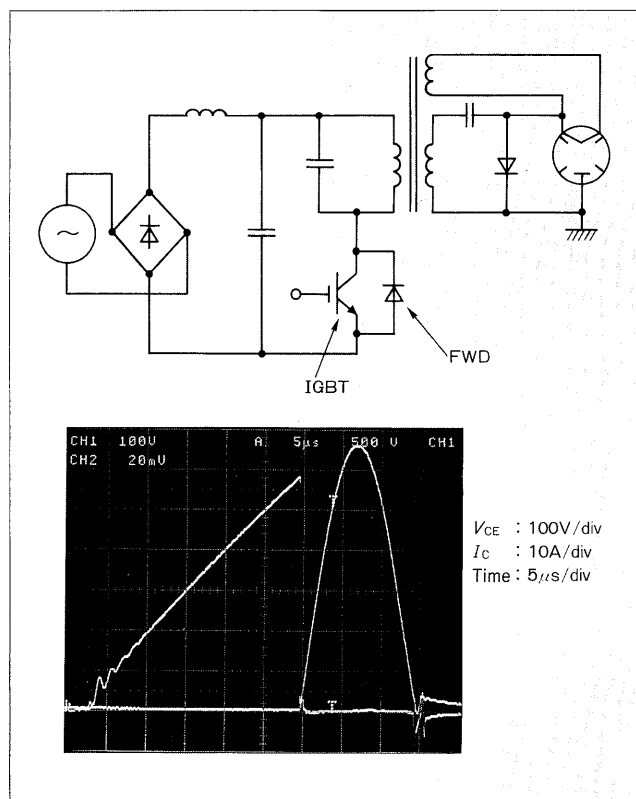 IGBT
FWD
CH1 100V A 5μs 500 V CH1
CH2 20mV
VCE : 100V/div
IC : 10A/div
Time : 5μs/div